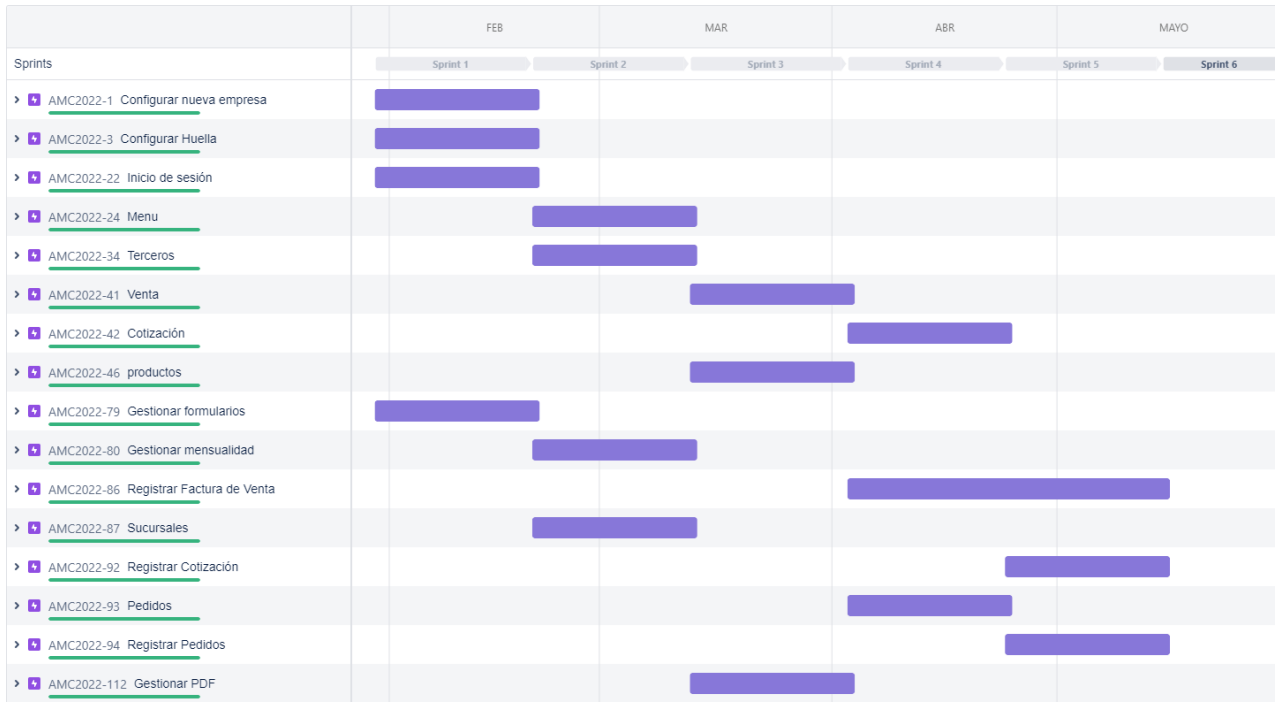 FEB MAR ABR MAYO
Sprints Sprint 1 Sprint 2 Sprint 3 Sprint 4 Sprint 5 Sprint 6
AMC2022-1 Configurar nueva empresa
AMC2022-3 Configurar Huella
AMC2022-22 Inicio de sesión
AMC2022-24 Menu
AMC2022-34 Terceros
AMC2022-41 Venta
AMC2022-42 Cotización
AMC2022-46 productos
AMC2022-79 Gestionar formularios
AMC2022-80 Gestionar mensualidad
AMC2022-86 Registrar Factura de Venta
AMC2022-87 Sucursales
AMC2022-92 Registrar Cotización
AMC2022-93 Pedidos
AMC2022-94 Registrar Pedidos
AMC2022-112 Gestionar PDF